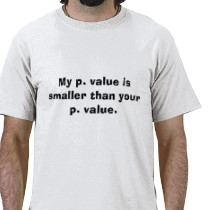 My p. value is
smaller than your
p. value.